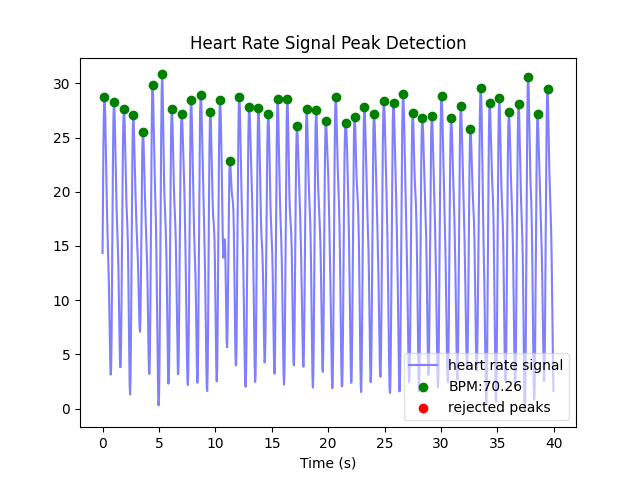 Heart Rate Signal Peak Detection
30
25
20
15
10
5
0
heart rate signal
BPM:70.26
rejected peaks
0 5 10 15 20 25 30 35 40
Time (s)